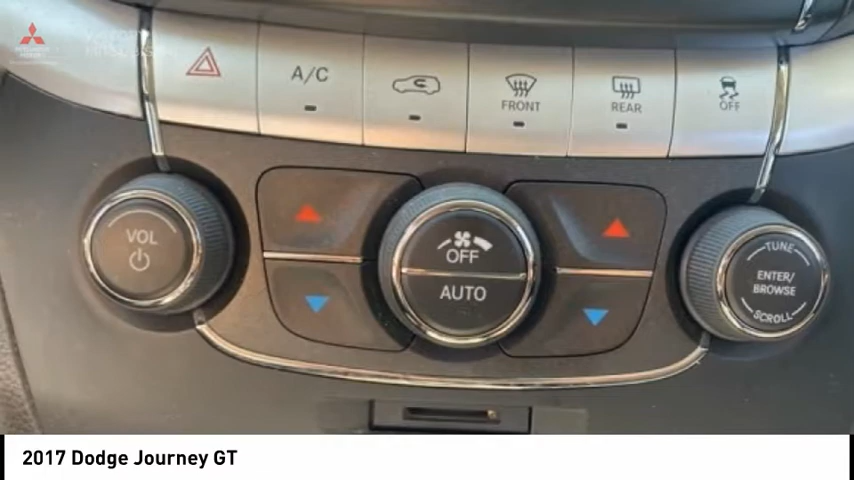 A/C
FRONT
REAR
OFF
VOL
OFF
AUTO
TUNE
ENTER/
BROWSE
SCROLL
2017 Dodge Journey GT